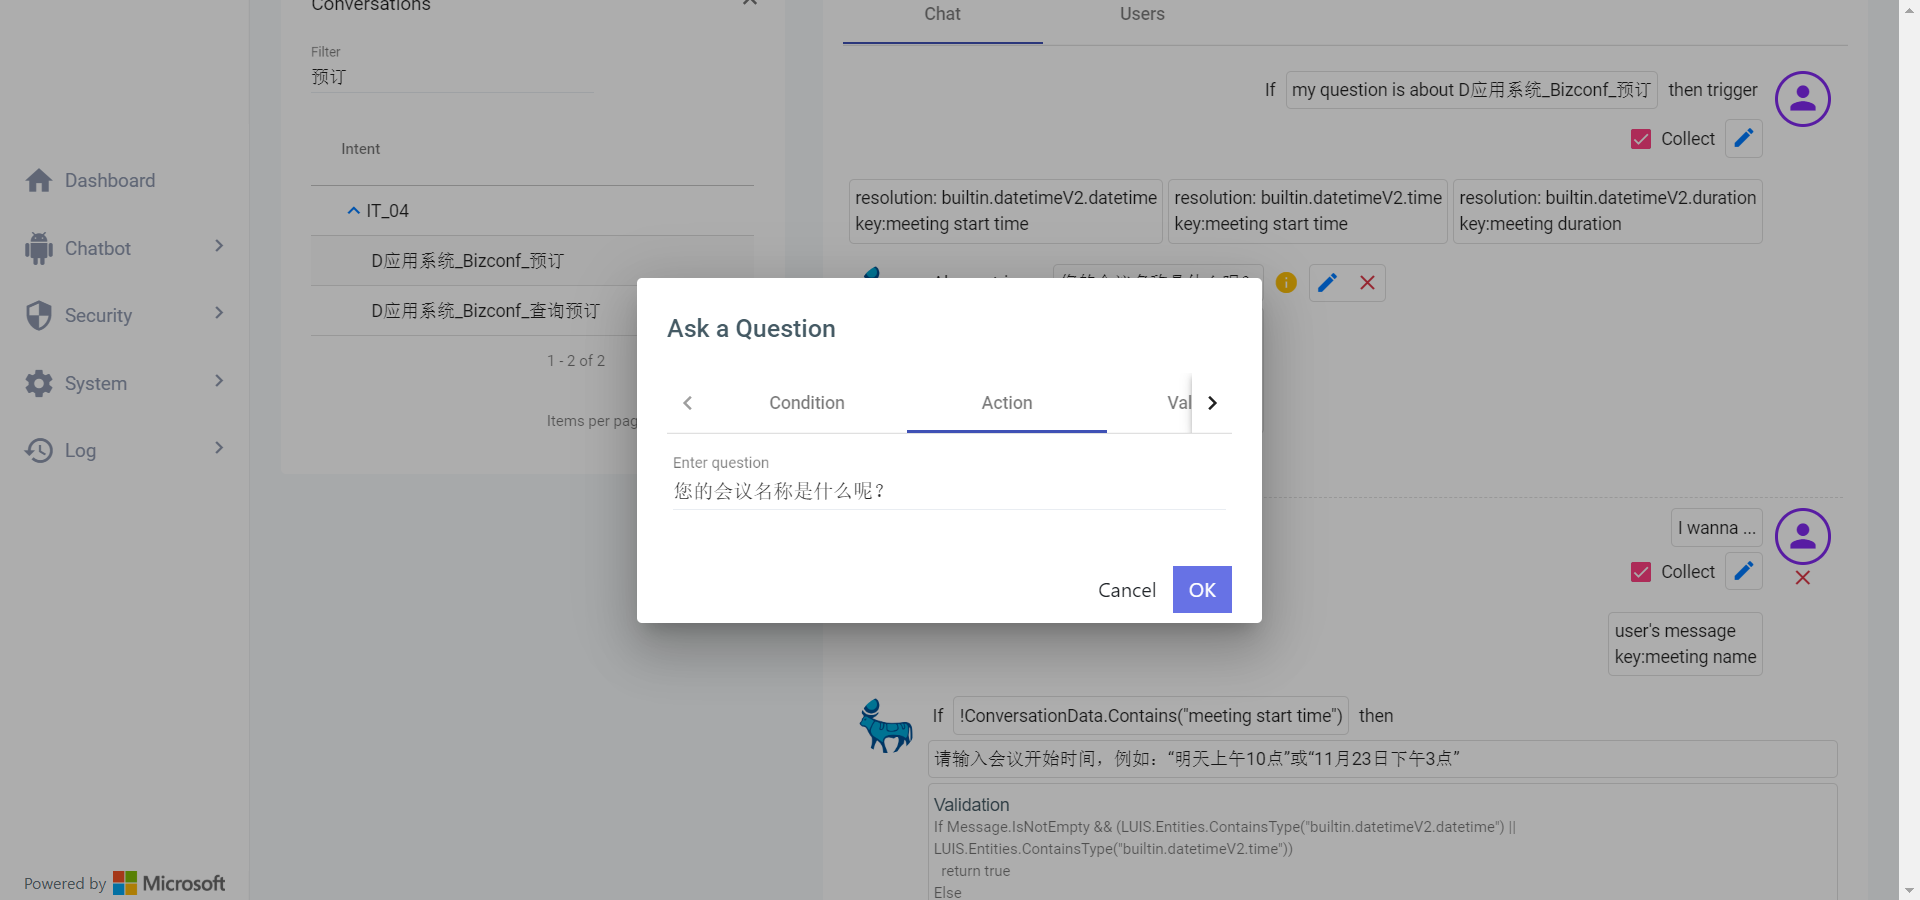 Conversations
Filter
预订
Intent
IT_04
D应用系统_Bizconf_预订
D应用系统_Bizconf_查询预订
1 - 2 of 2
Items per pag
Dashboard
Chatbot
Security
System
Log
Powered by Microsoft
Chat Users
If my question is about D应用系统_Bizconf_预订 then trigger
Collect
resolution: builtin.datetimeV2.datetime
key:meeting start time
resolution: builtin.datetimeV2.time
key:meeting start time
resolution: builtin.datetimeV2.duration
key:meeting duration
Ask a Question
Condition Action Val
Enter question
您的会议名称是什么呢？
Cancel OK
I wanna ...
Collect
user's message
key:meeting name
If !ConversationData.Contains("meeting start time") then
请输入会议开始时间，例如：“明天上午10点”或“11月23日下午3点”
Validation
If Message.IsNotEmpty && (LUIS.Entities.ContainsType("builtin.datetimeV2.datetime") ||
LUIS.Entities.ContainsType("builtin.datetimeV2.time"))
return true
Else